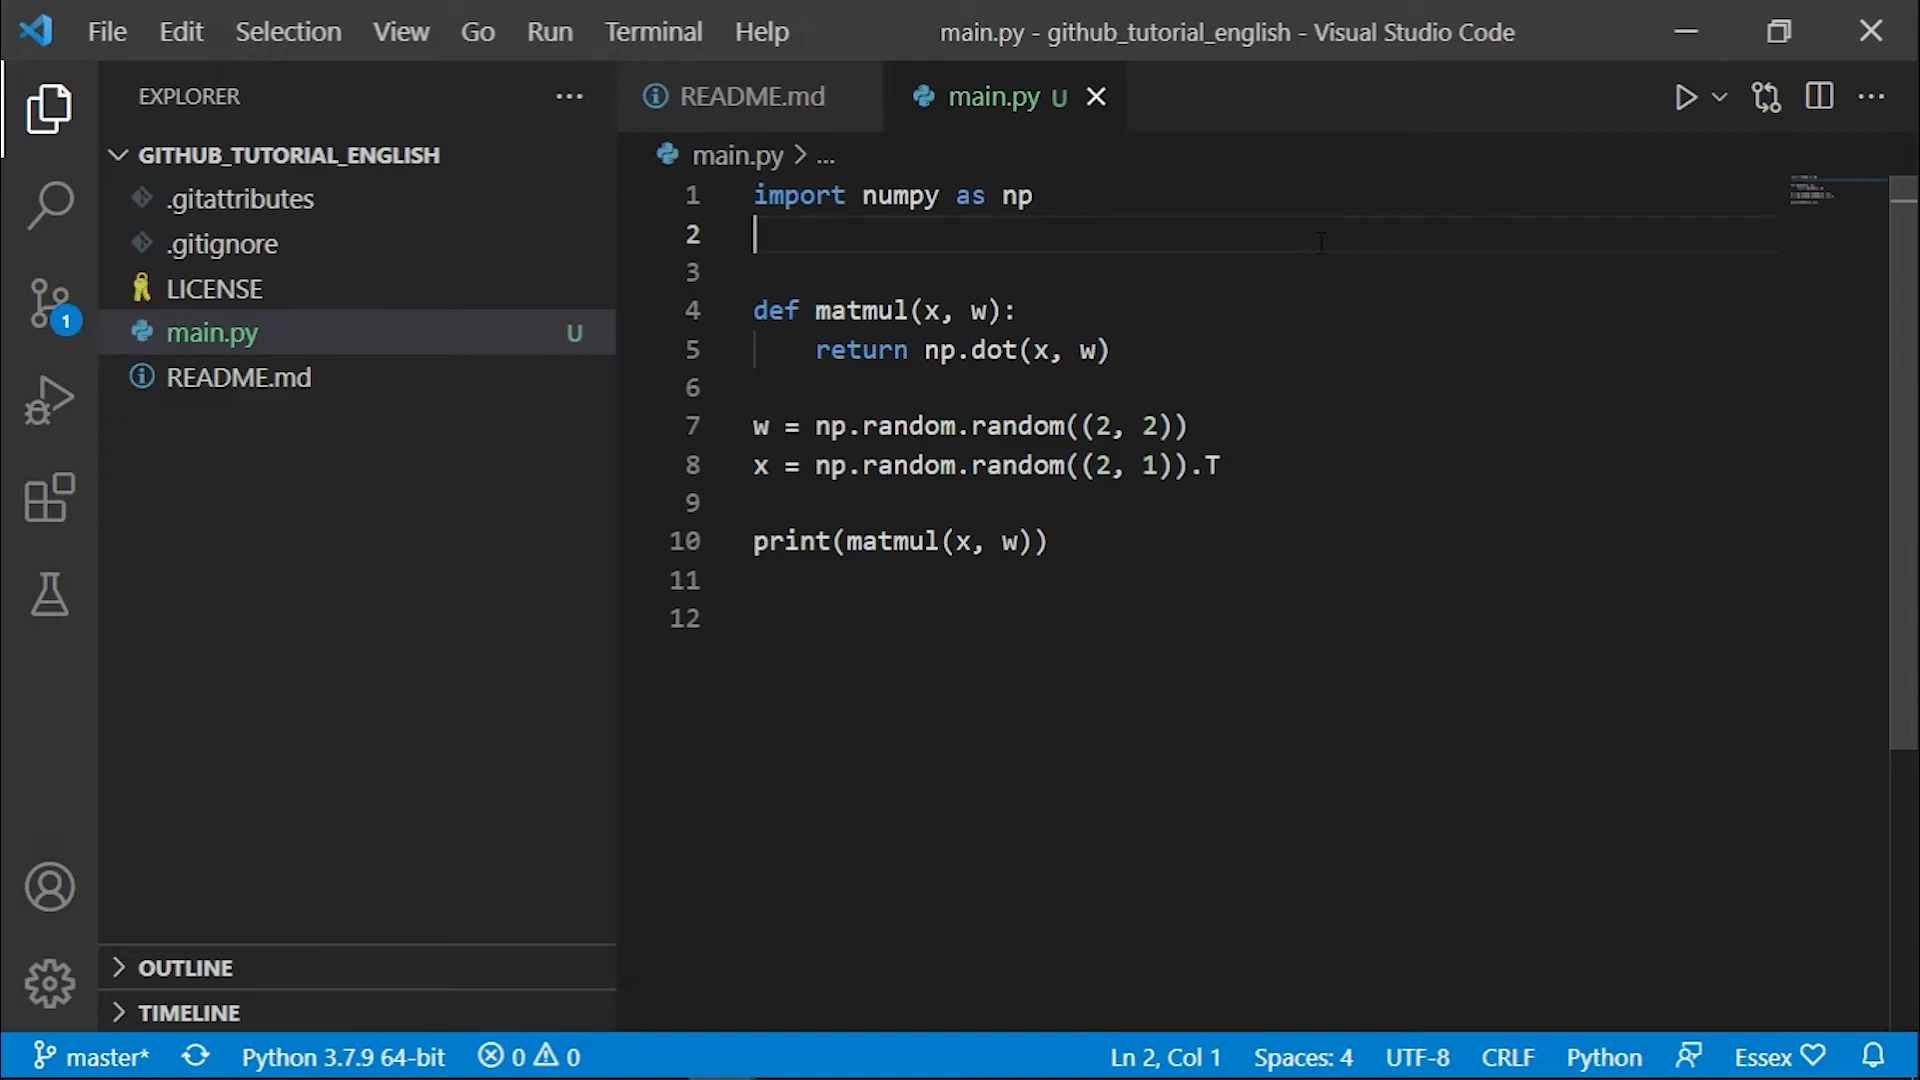 File Edit Selection View Go Run Terminal Help main.py - github_tutorial_english - Visual Studio Code
EXPLORER
GITHUB_TUTORIAL_ENGLISH
.gitattributes
.gitignore
LICENSE
main.py U
README.md
OUTLINE
TIMELINE
README.md main.py U
main.py > ...
1 import numpy as np
2
3
4 def matmul(x, w):
5 return np.dot(x, w)
6
7 w = np.random.random((2, 2))
8 x = np.random.random((2, 1)).T
9
10 print(matmul(x, w))
11
12
1
master* Python 3.7.9 64-bit 0 0 Ln 2, Col 1 Spaces: 4 UTF-8 CRLF Python Essex